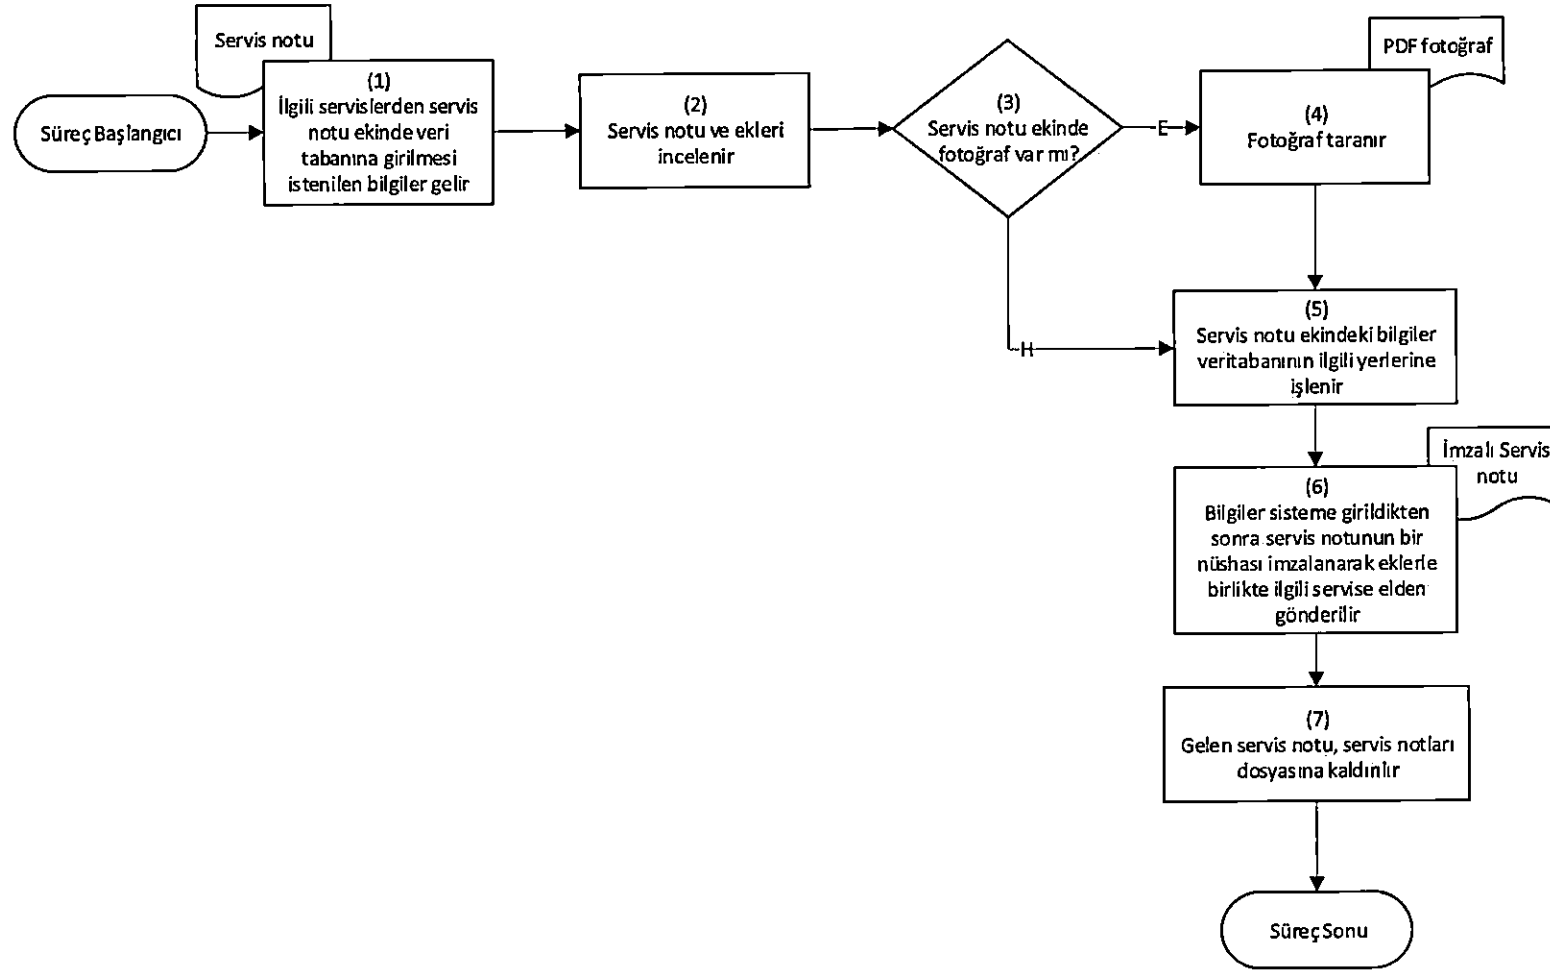 Servis notu
Süreç Başlangıcı
(1)
İlgili servislerden servis
notu ekinde veri
tabanına girilmesi
istenilen bilgiler gelir
(2)
Servis notu ve ekleri
incelenir
(3)
Servis notu ekinde
fotoğraf var mı?
E
H
PDF fotoğraf
(4)
Fotoğraf taranır
(5)
Servis notu ekindeki bilgiler
veritabanının ilgili yerlerine
işlenir
İmzalı Servis
notu
(6)
Bilgiler sisteme girildikten
sonra servis notunun bir
nüshası imzalanarak eklerle
birlikte ilgili servise elden
gönderilir
(7)
Gelen servis notu, servis notları
dosyasına kaldırılır
Süreç Sonu